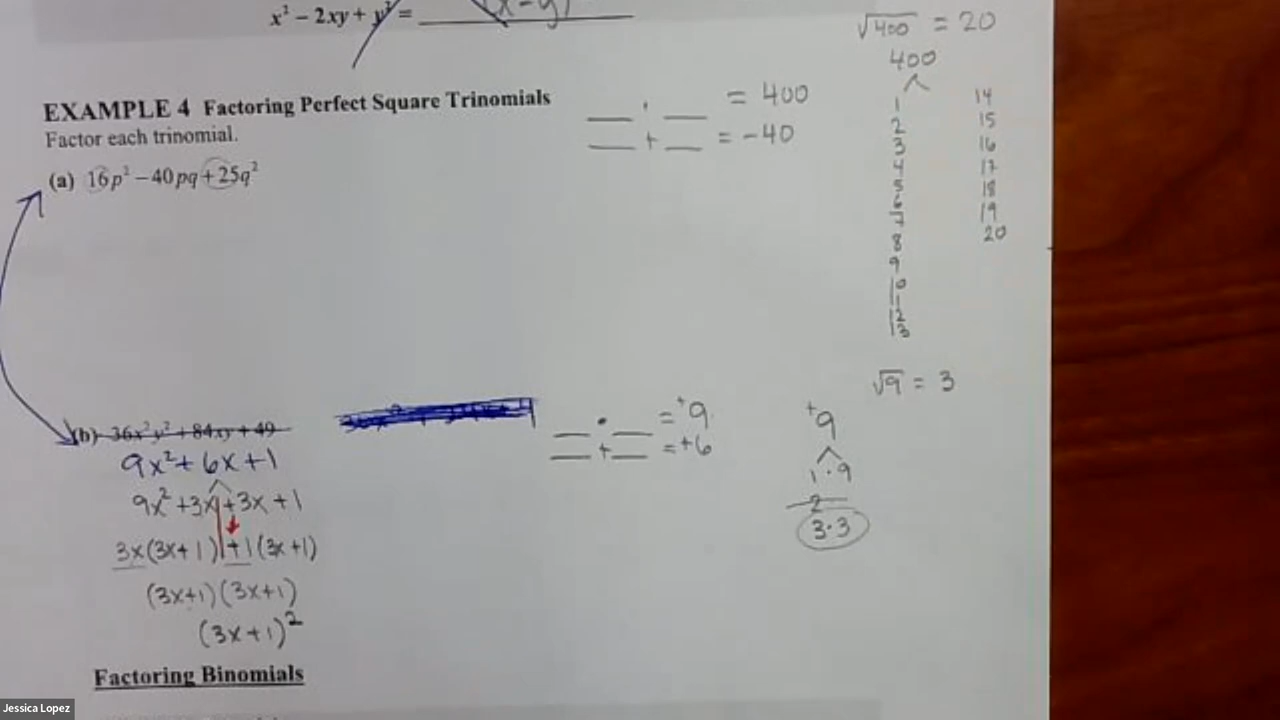 x² − 2xy + y² = (x−y)
√400 = 20
400
EXAMPLE 4 Factoring Perfect Square Trinomials
Factor each trinomial.
(a) 16p² − 40pq + 25q²
__ · __ = 400
__ + __ = -40
1
2
3
4
5
6
7
8
9
10
11
12
13
14
15
16
17
18
19
20
√9 = 3
(b) 36x²y² + 84xy + 49
9x² + 6x + 1
9x² + 3x + 3x + 1
3x(3x+1) + 1(3x+1)
(3x+1)(3x+1)
(3x+1)²
__ · __ = +9
__ + __ = +6
+9
1·9
2
3·3
Factoring Binomials
Jessica Lopez